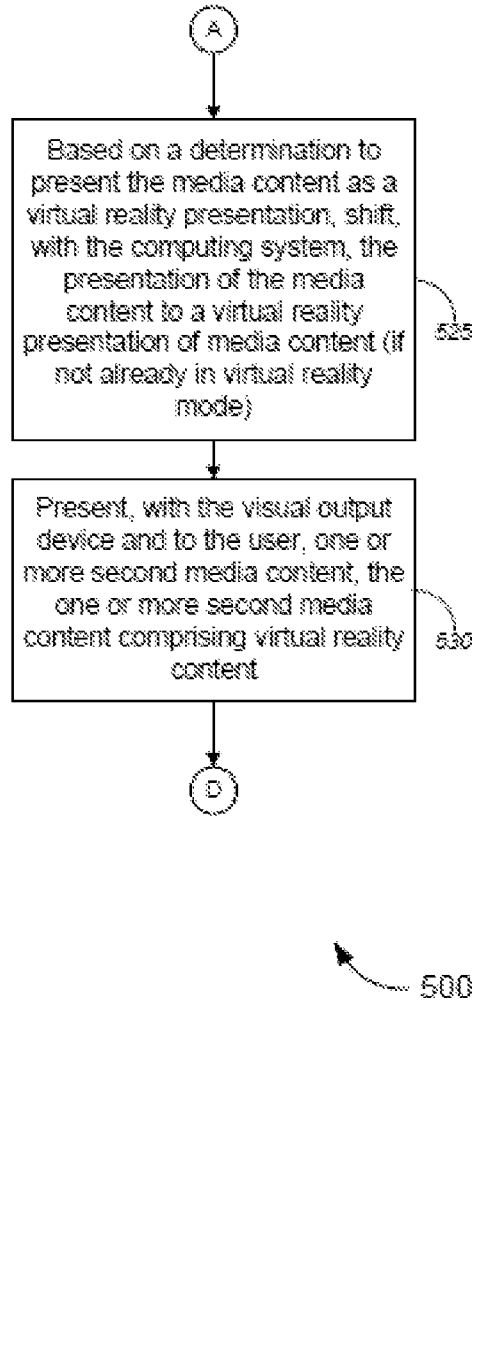 A
Based on a determination to
present the media content as a
virtual reality presentation, shift,
with the computing system, the
presentation of the media
content to a virtual reality
presentation of media content (if
not already in virtual reality
mode)
525
Present, with the visual output
device and to the user, one or
more second media content, the
one or more second media
content comprising virtual reality
content
530
D
500